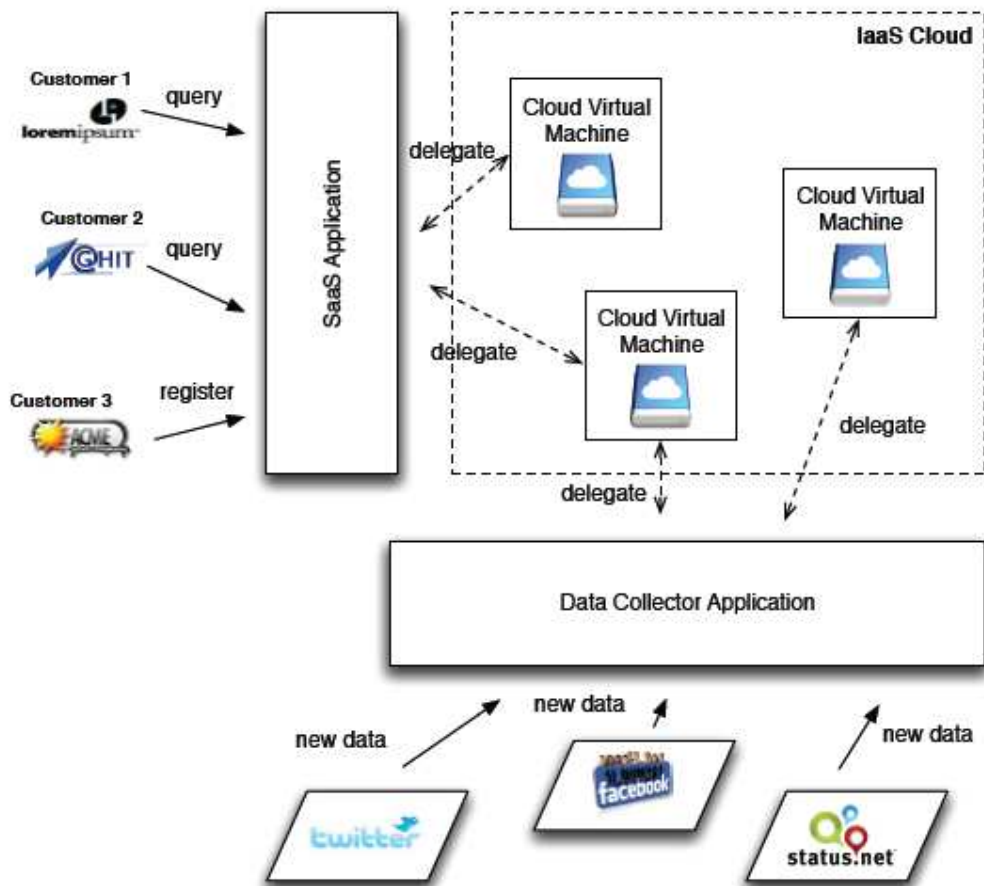 IaaS Cloud
Customer 1
loremipsum
query
Customer 2
HIT
query
Customer 3
ACME
register
SaaS Application
delegate
Cloud Virtual
Machine
Cloud Virtual
Machine
delegate
Cloud Virtual
Machine
delegate
delegate
Data Collector Application
new data
new data
new data
twitter
facebook
status.net